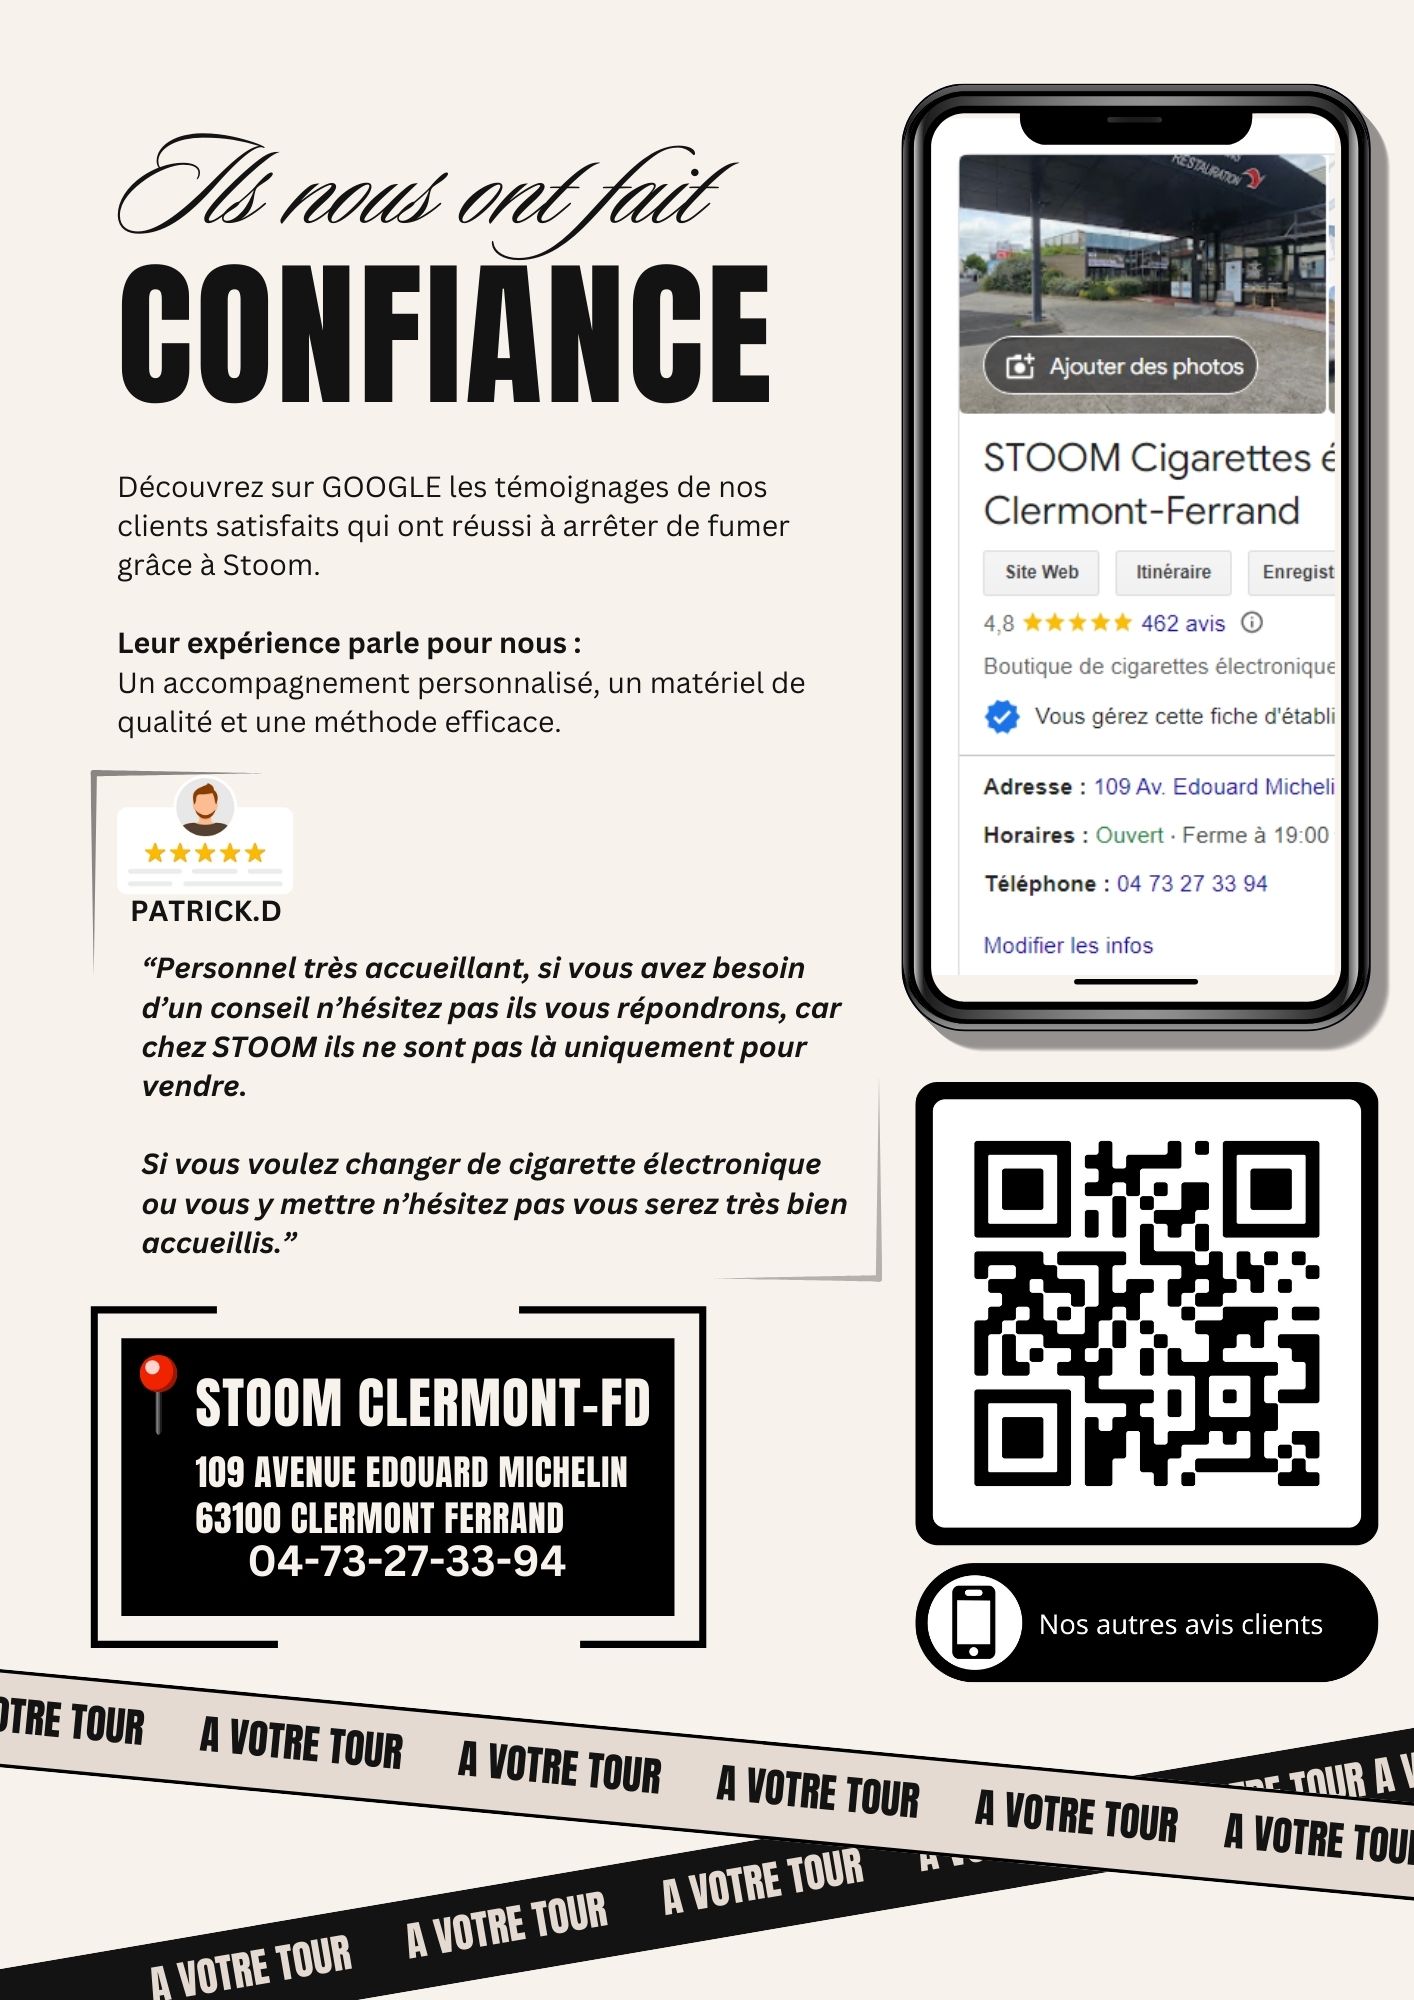 Ils nous ont fait
CONFIANCE
Découvrez sur GOOGLE les témoignages de nos
clients satisfaits qui ont réussi à arrêter de fumer
grâce à Stoom.
Leur expérience parle pour nous :
Un accompagnement personnalisé, un matériel de
qualité et une méthode efficace.
PATRICK.D
“Personnel très accueillant, si vous avez besoin
d’un conseil n’hésitez pas ils vous répondrons, car
chez STOOM ils ne sont pas là uniquement pour
vendre.
Si vous voulez changer de cigarette électronique
ou vous y mettre n’hésitez pas vous serez très bien
accueillis.”
STOOM CLERMONT-FD
109 AVENUE EDOUARD MICHELIN
63100 CLERMONT FERRAND
04-73-27-33-94
RESTAURATION
Ajouter des photos
STOOM Cigarettes é
Clermont-Ferrand
Site Web Itinéraire Enregist
4,8 462 avis
Boutique de cigarettes électronique
Vous gérez cette fiche d'établi
Adresse : 109 Av. Edouard Micheli
Horaires : Ouvert · Ferme à 19:00
Téléphone : 04 73 27 33 94
Modifier les infos
Nos autres avis clients
OTRE TOUR A VOTRE TOUR A VOTRE TOUR A VOTRE TOUR A VOTRE TOUR A VOTRE TOUR
A VOTRE TOUR A VOTRE TOUR A VOTRE TOUR A VO TRE TOUR A V